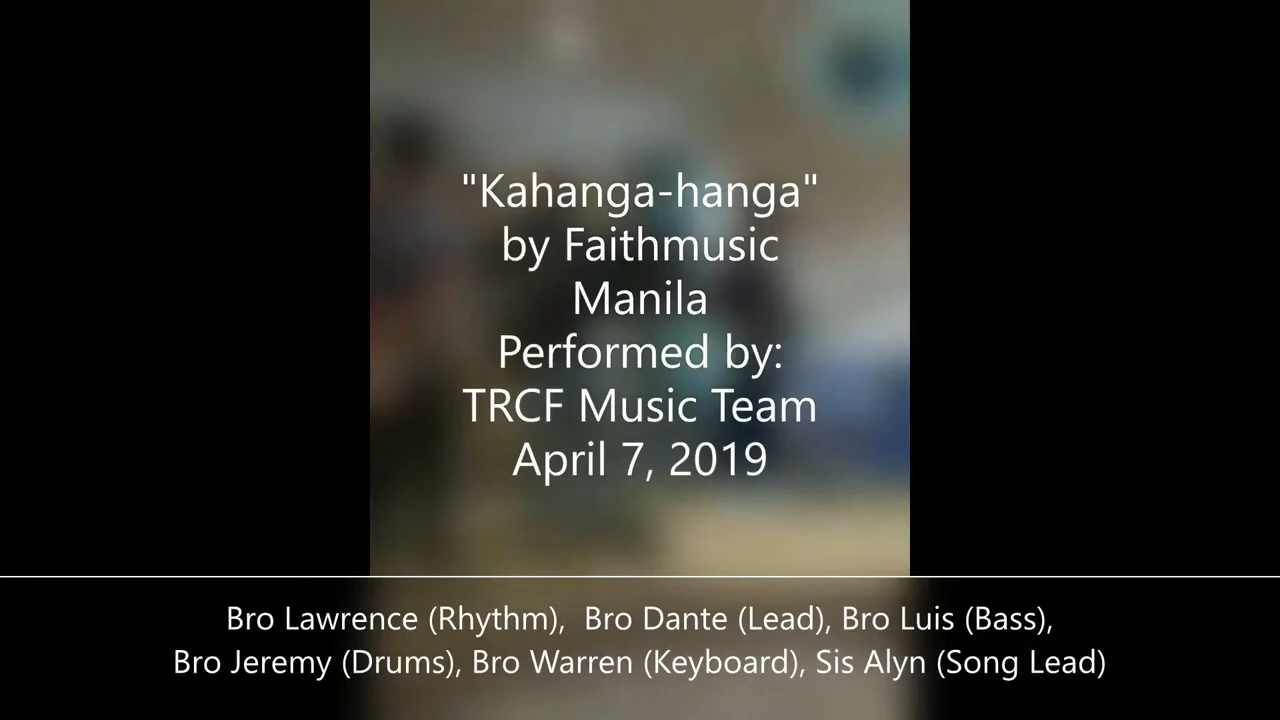 "Kahanga-hanga"
by Faithmusic
Manila
Performed by:
TRCF Music Team
April 7, 2019
Bro Lawrence (Rhythm),  Bro Dante (Lead), Bro Luis (Bass),
Bro Jeremy (Drums), Bro Warren (Keyboard), Sis Alyn (Song Lead)